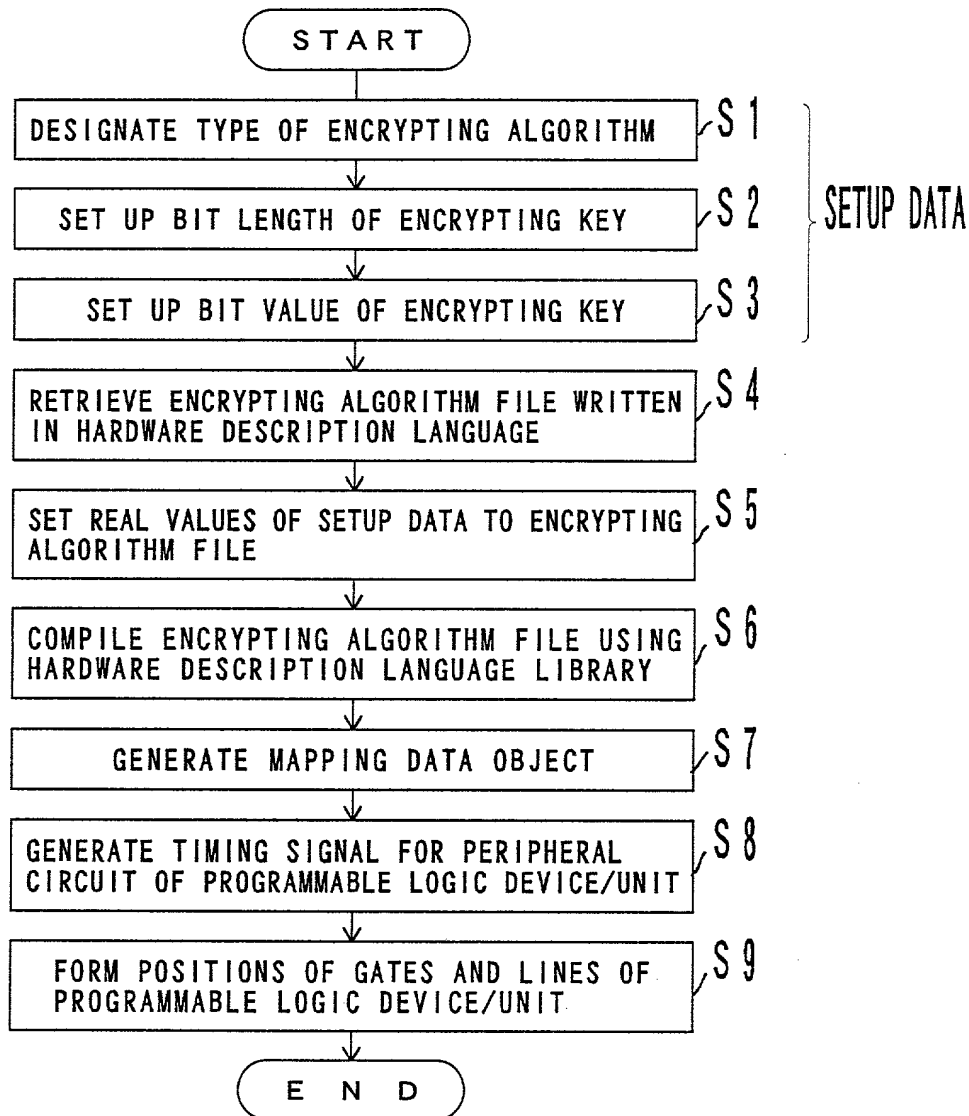 START
DESIGNATE TYPE OF ENCRYPTING ALGORITHM
S1
SET UP BIT LENGTH OF ENCRYPTING KEY
S2
SETUP DATA
SET UP BIT VALUE OF ENCRYPTING KEY
S3
RETRIEVE ENCRYPTING ALGORITHM FILE WRITTEN
IN HARDWARE DESCRIPTION LANGUAGE
S4
SET REAL VALUES OF SETUP DATA TO ENCRYPTING
ALGORITHM FILE
S5
COMPILE ENCRYPTING ALGORITHM FILE USING
HARDWARE DESCRIPTION LANGUAGE LIBRARY
S6
GENERATE MAPPING DATA OBJECT
S7
GENERATE TIMING SIGNAL FOR PERIPHERAL
CIRCUIT OF PROGRAMMABLE LOGIC DEVICE/UNIT
S8
FORM POSITIONS OF GATES AND LINES OF
PROGRAMMABLE LOGIC DEVICE/UNIT
S9
END